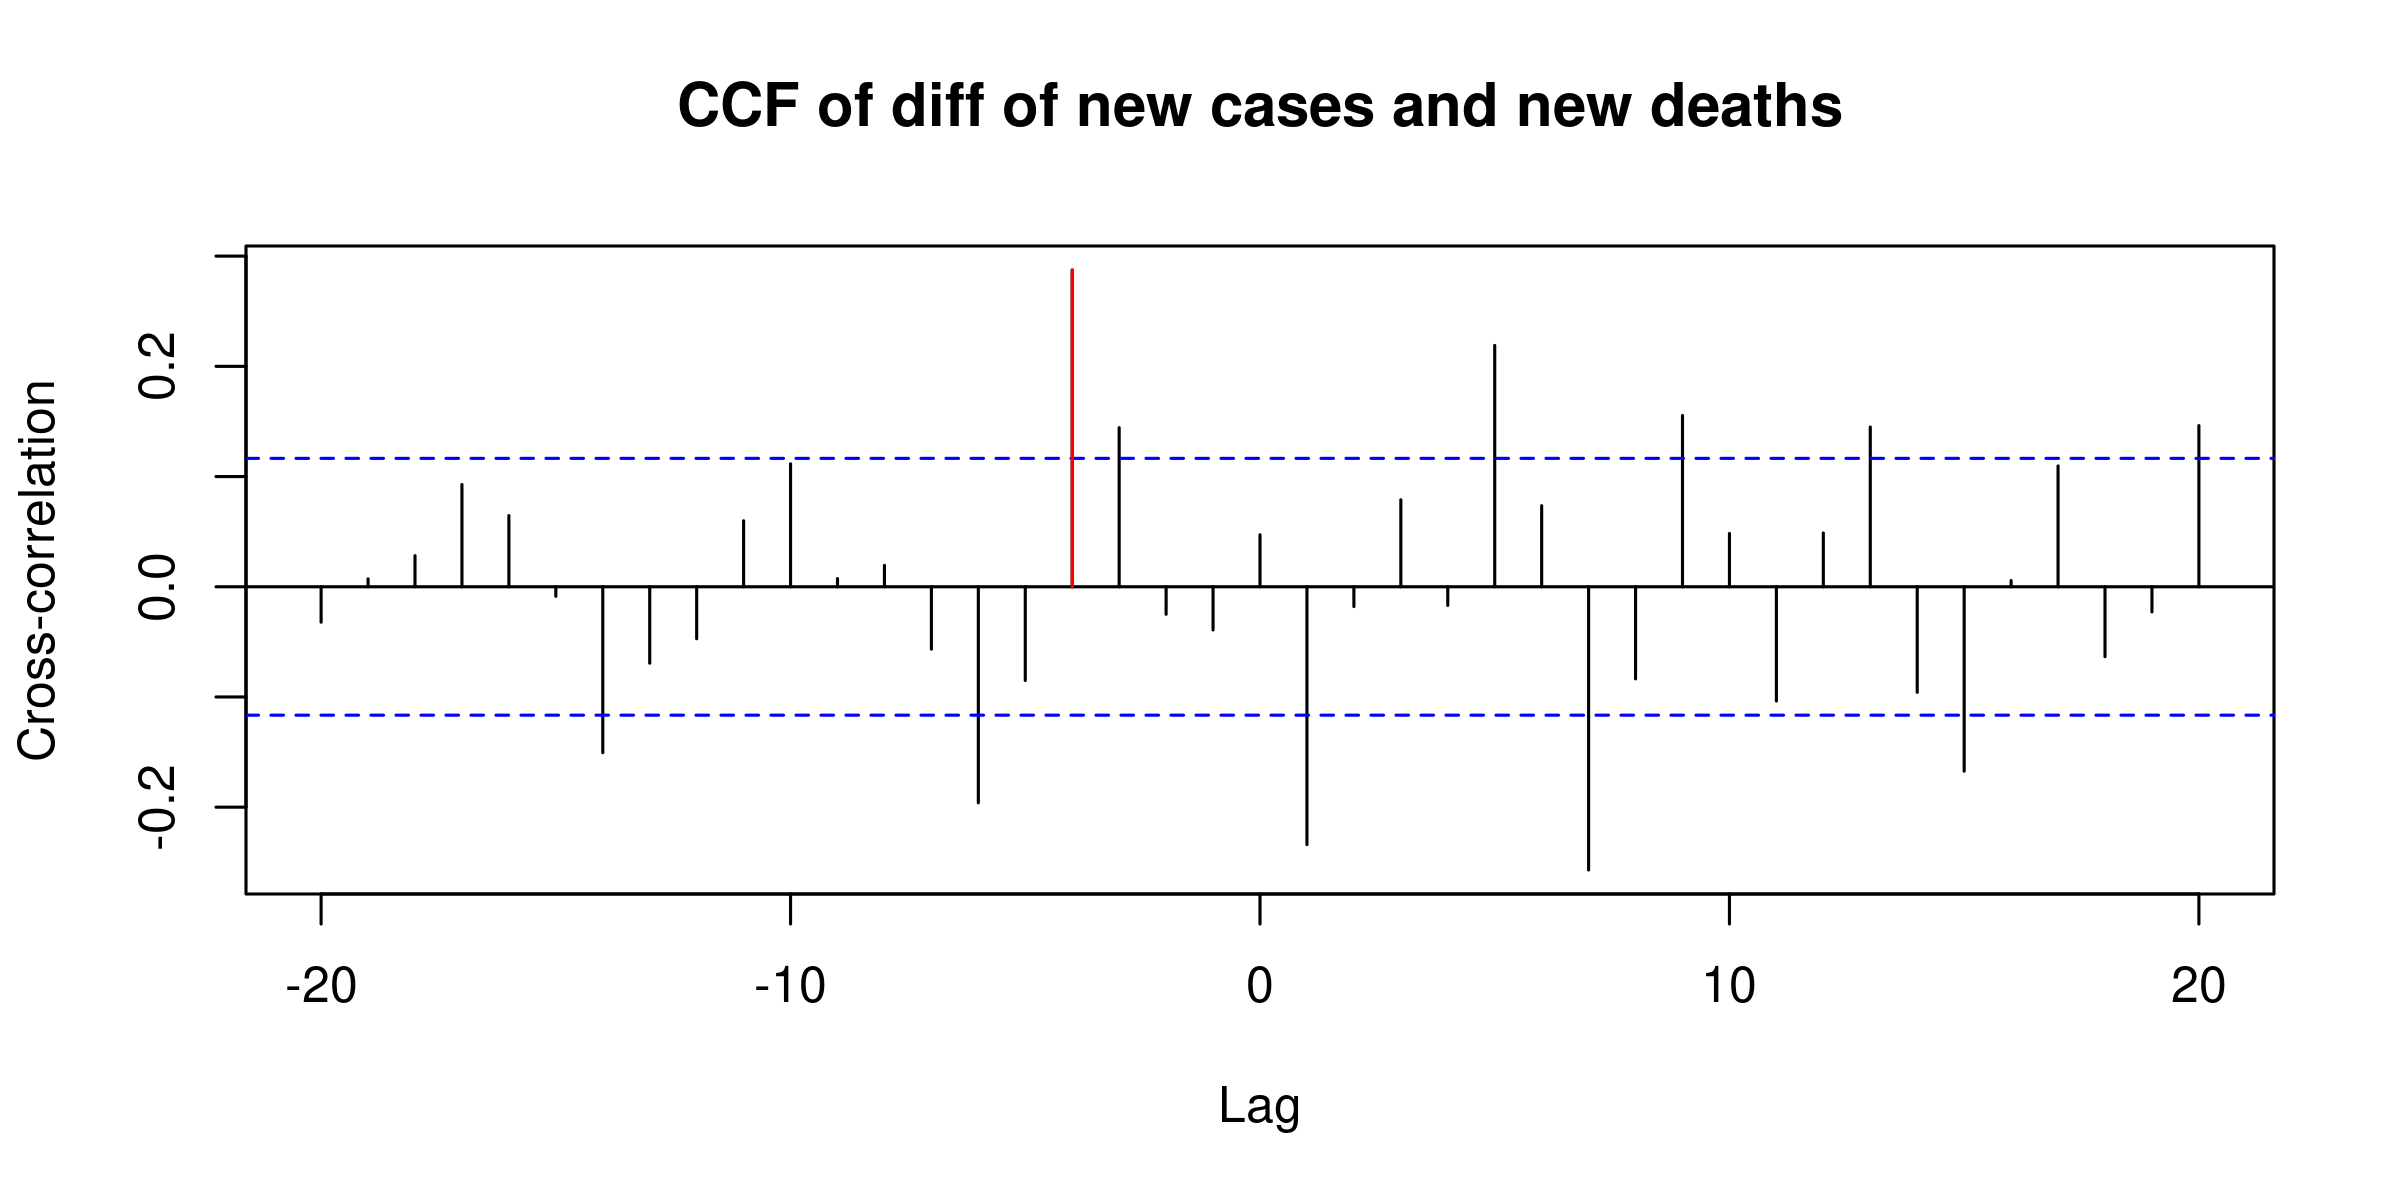 CCF of diff of new cases and new deaths
Cross-correlation
0.2
0.0
-0.2
-20
-10
0
10
20
Lag